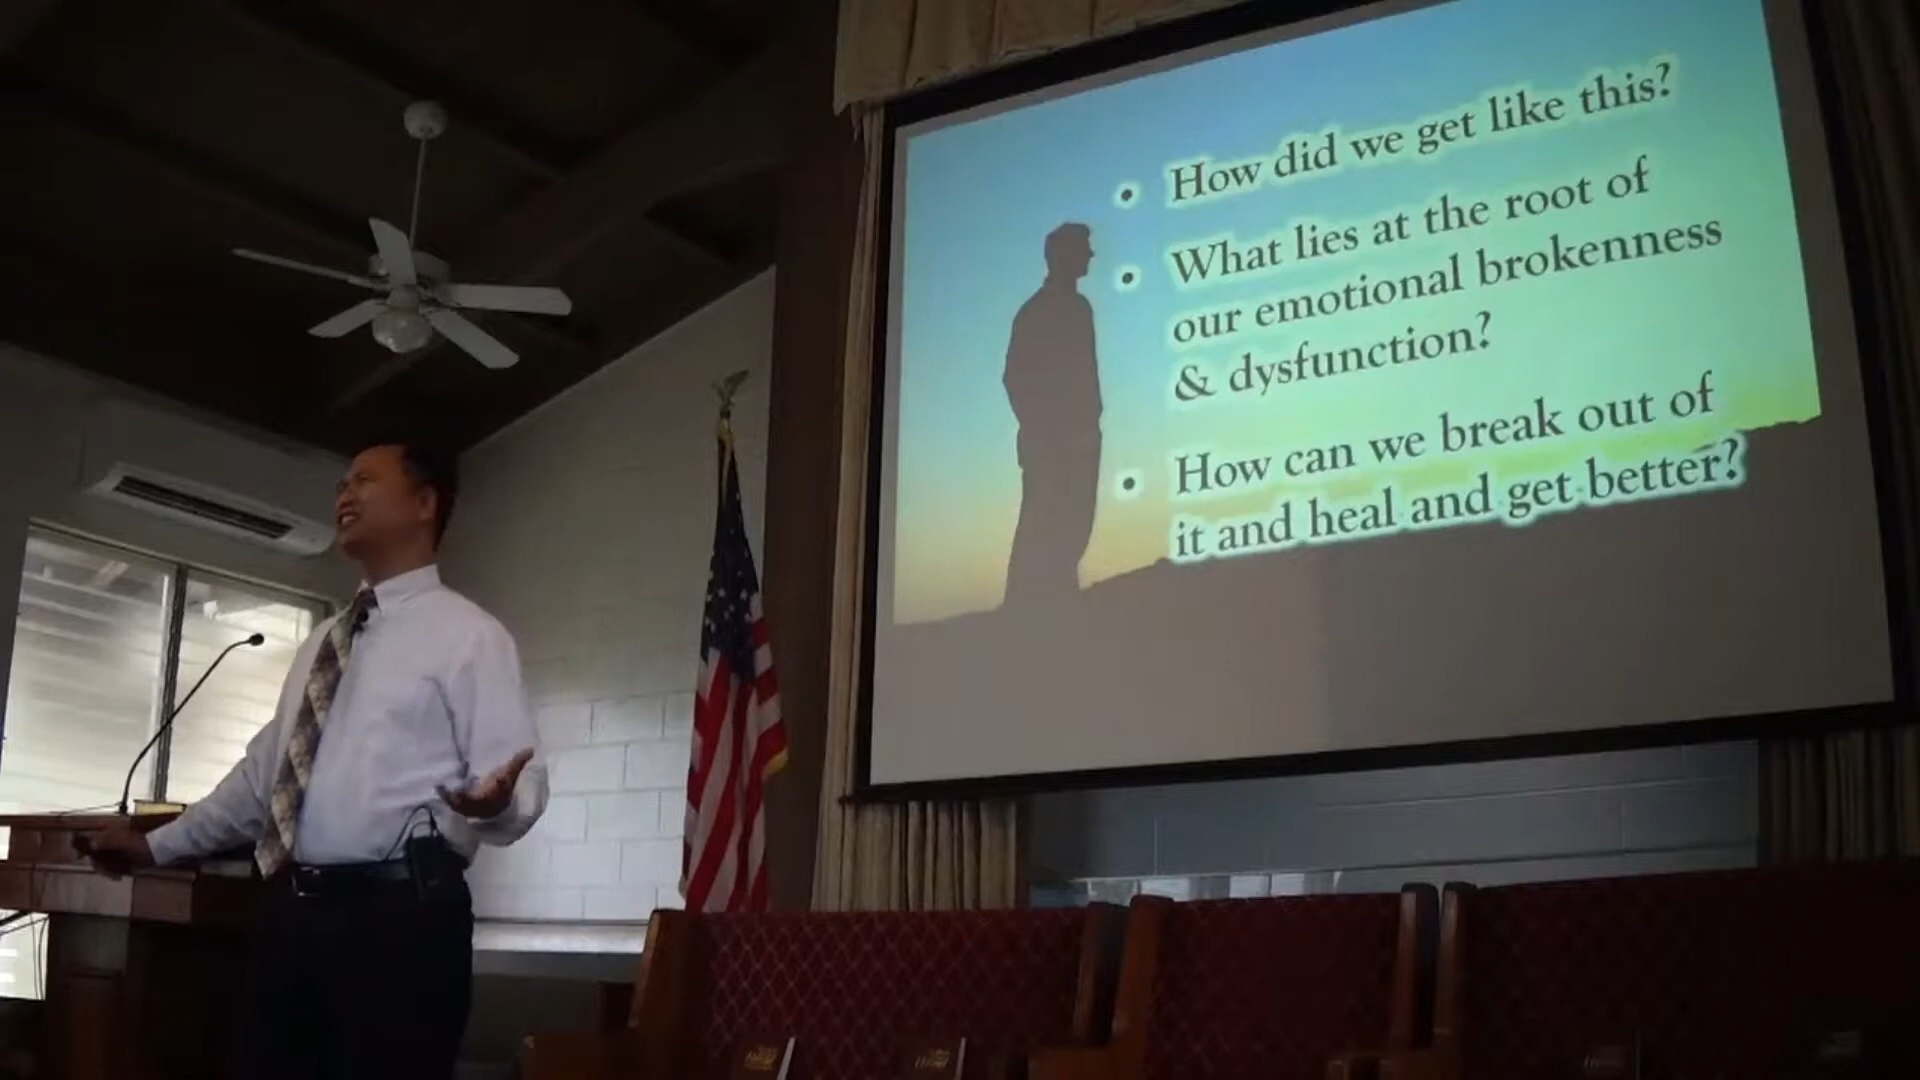 • How did we get like this?
• What lies at the root of
our emotional brokenness
& dysfunction?
• How can we break out of
it and heal and get better?